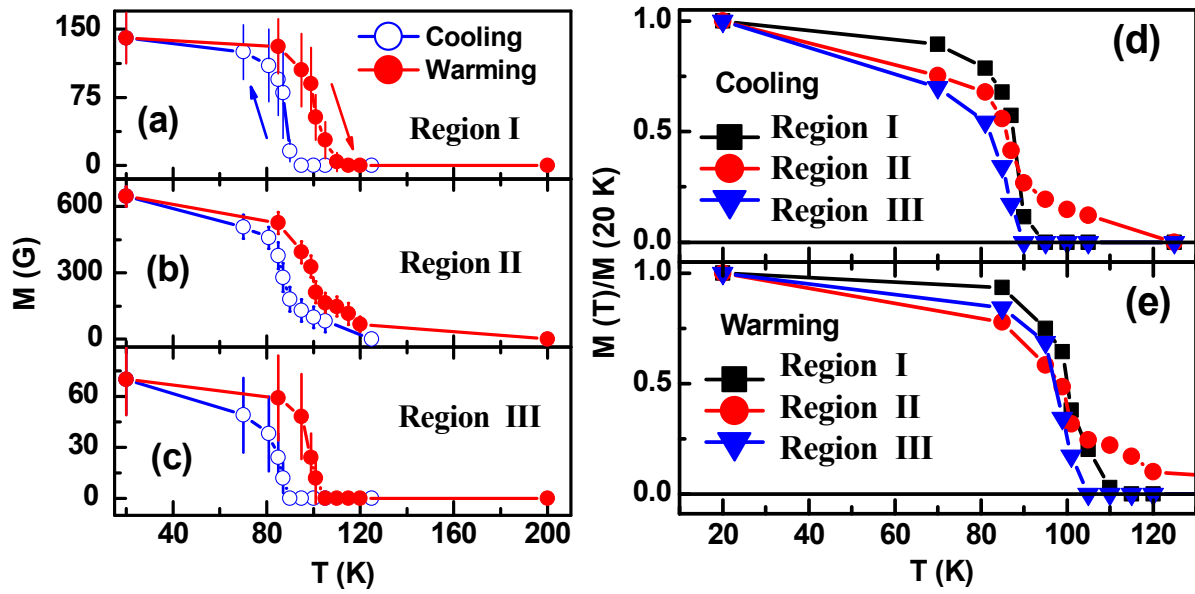 150
75
0
Cooling
Warming
(a)
Region I
600
300
0
(b)
Region II
60
30
0
(c)
Region III
M (G)
40
80
120
160
200
T (K)
1.0
0.5
0.0
(d)
Cooling
Region I
Region II
Region III
1.0
0.5
0.0
(e)
Warming
Region I
Region II
Region III
M (T)/M (20 K)
20
40
60
80
100
120
T (K)